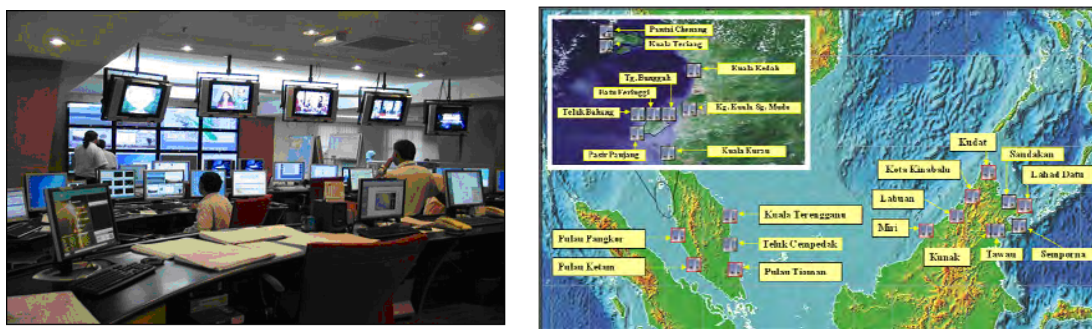 Pantai Chenang
Kuala Teriang
Kuala Kedah
Tg. Bunggah
Batu Feringgi
Teluk Bahang
Kg. Kuala Sg. Muda
Pasir Panjang
Kuala Kurau
Kudat
Sandakan
Kota Kinabalu
Lahad Datu
Labuan
Kuala Terengganu
Miri
Pulau Pangkor
Teluk Cempedak
Kunak
Tawau
Semporna
Pulau Ketam
Pulau Tioman